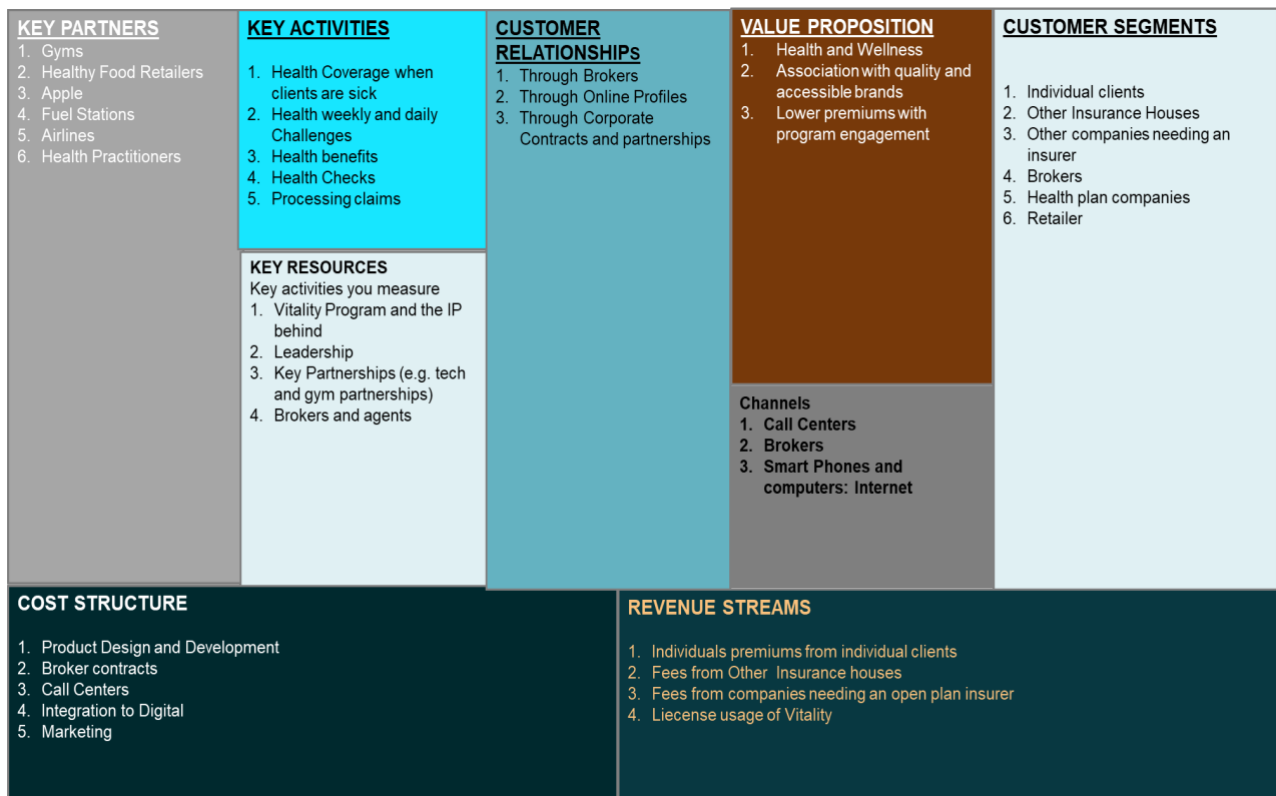 KEY PARTNERS
1. Gyms
2. Healthy Food Retailers
3. Apple
4. Fuel Stations
5. Airlines
6. Health Practitioners
KEY ACTIVITIES
1. Health Coverage when
clients are sick
2. Health weekly and daily
Challenges
3. Health benefits
4. Health Checks
5. Processing claims
KEY RESOURCES
Key activities you measure
1. Vitality Program and the IP
behind
2. Leadership
3. Key Partnerships (e.g. tech
and gym partnerships)
4. Brokers and agents
CUSTOMER
RELATIONSHIPs
1. Through Brokers
2. Through Online Profiles
3. Through Corporate
Contracts and partnerships
VALUE PROPOSITION
1. Health and Wellness
2. Association with quality and
accessible brands
3. Lower premiums with
program engagement
Channels
1. Call Centers
2. Brokers
3. Smart Phones and
computers: Internet
CUSTOMER SEGMENTS
1. Individual clients
2. Other Insurance Houses
3. Other companies needing an
insurer
4. Brokers
5. Health plan companies
6. Retailer
COST STRUCTURE
1. Product Design and Development
2. Broker contracts
3. Call Centers
4. Integration to Digital
5. Marketing
REVENUE STREAMS
1. Individuals premiums from individual clients
2. Fees from Other Insurance houses
3. Fees from companies needing an open plan insurer
4. Liecense usage of Vitality